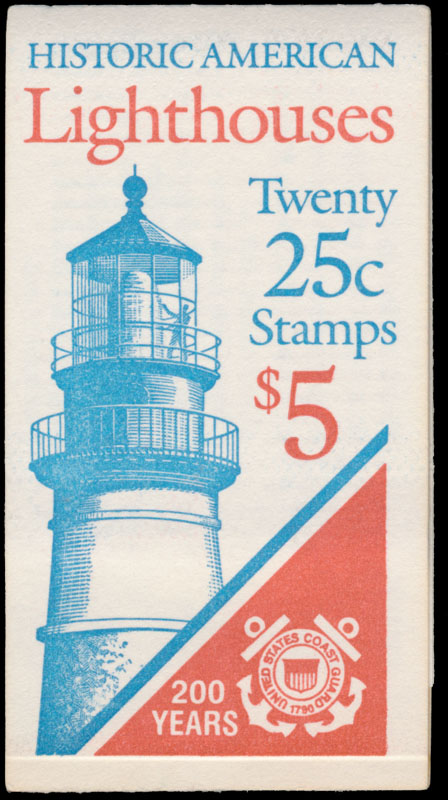 HISTORIC AMERICAN
Lighthouses
Twenty
25c
Stamps
$5
200
YEARS
UNITED STATES COAST GUARD
1790